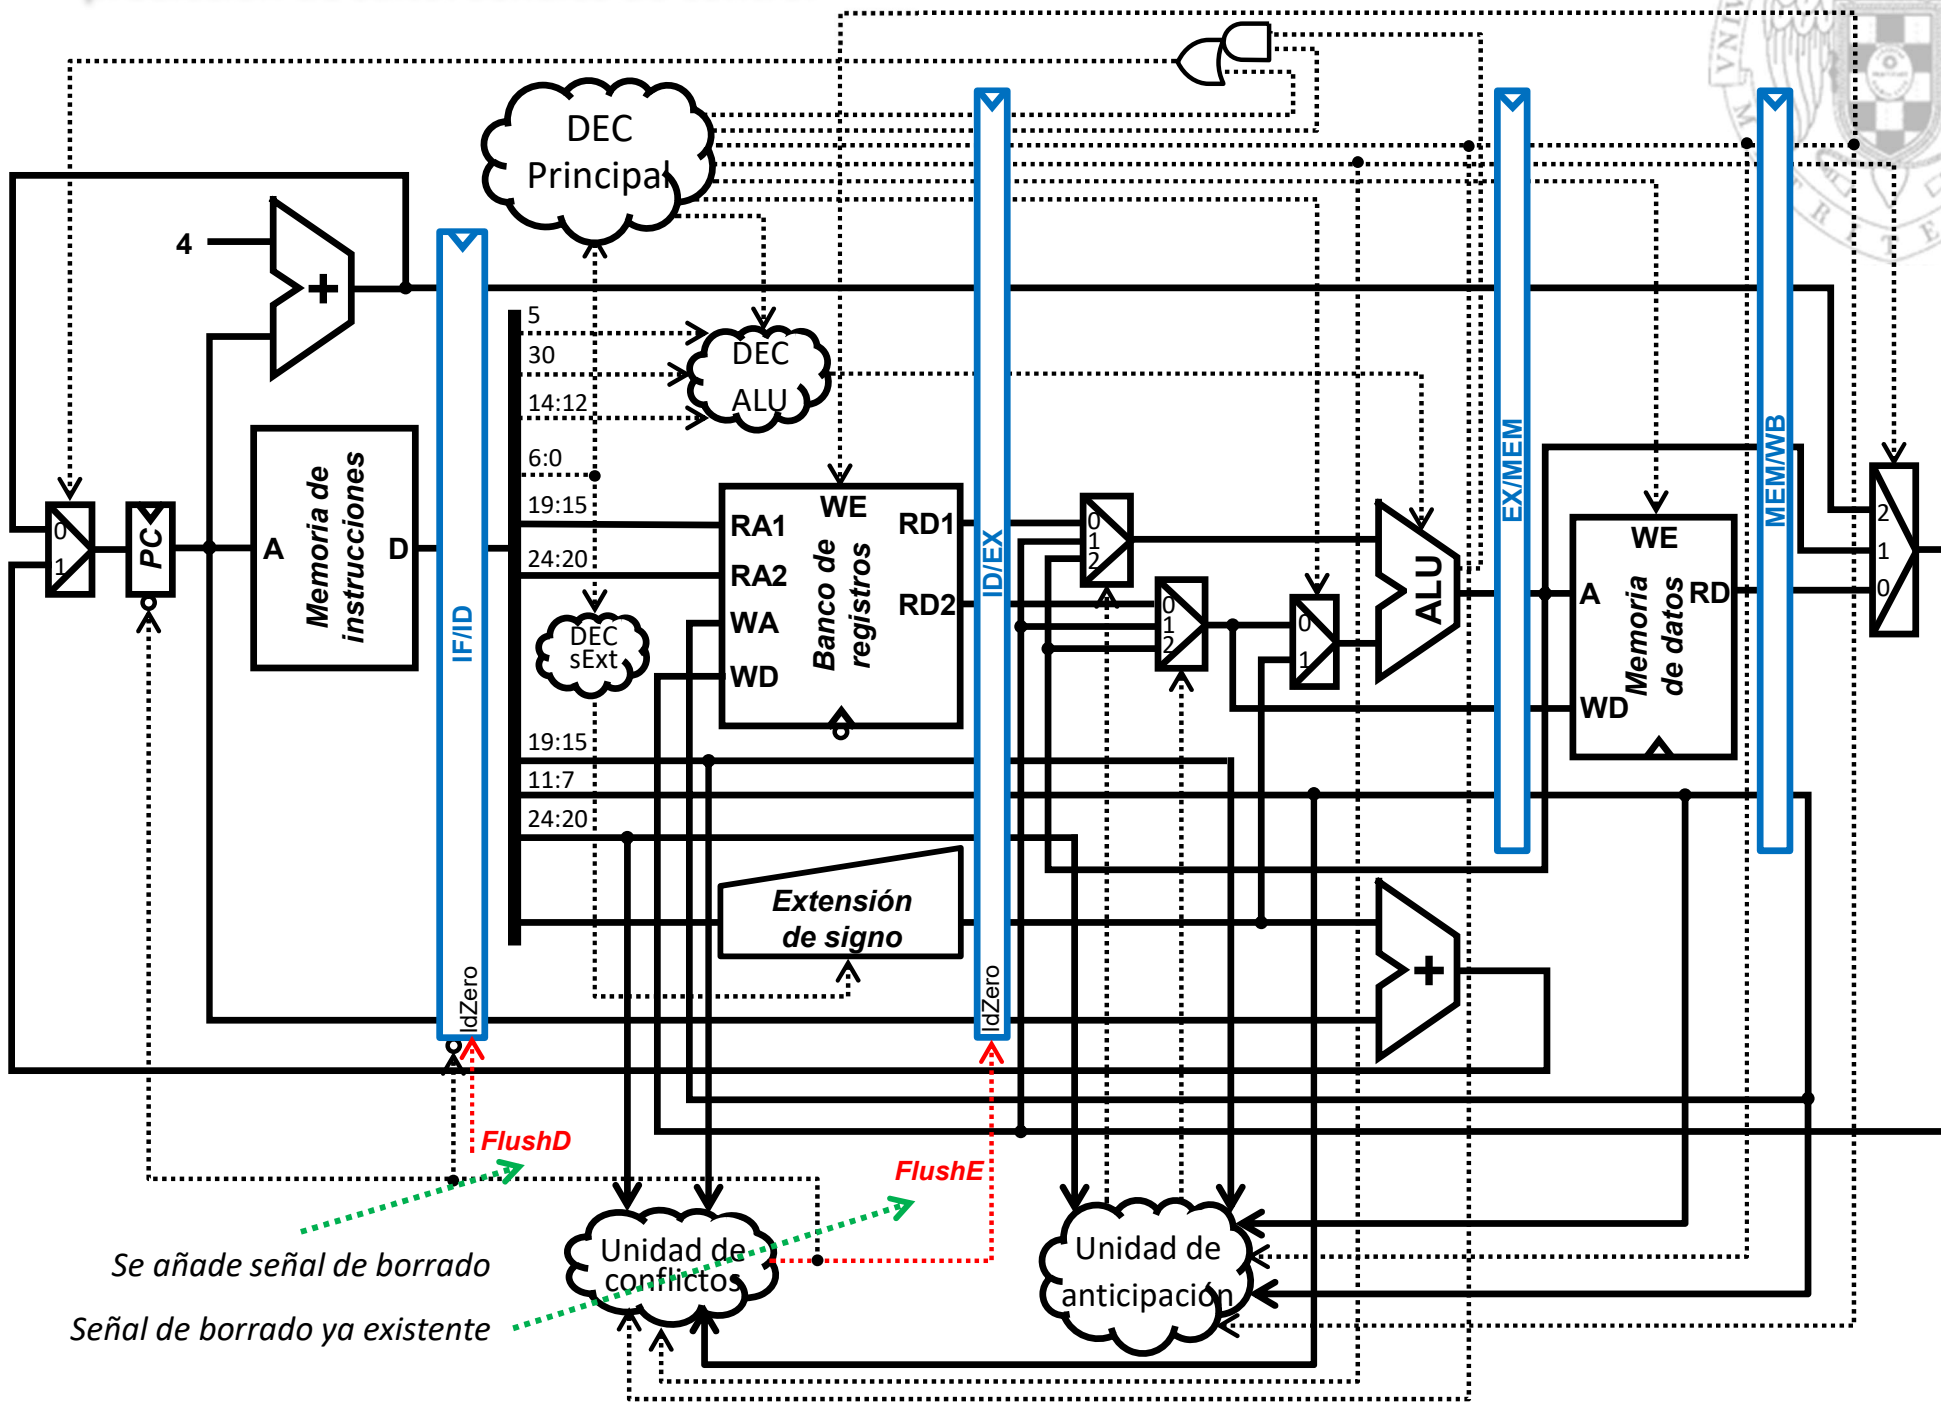 DEC
Principal
4
5
30
14:12
6:0
19:15
24:20
DEC
ALU
DEC
sExt
19:15
11:7
24:20
0
1
PC
A
D
Memoria de
instrucciones
IF/ID
ldZero
RA1
RA2
WA
WD
WE
RD1
RD2
Banco de
registros
Extensión
de signo
ID/EX
ldZero
0
1
2
0
1
2
0
1
ALU
EX/MEM
A
WD
WE
RD
Memoria
de datos
MEM/WB
2
1
0
FlushD
FlushE
Se añade señal de borrado
Señal de borrado ya existente
Unidad de
conflictos
Unidad de
anticipación